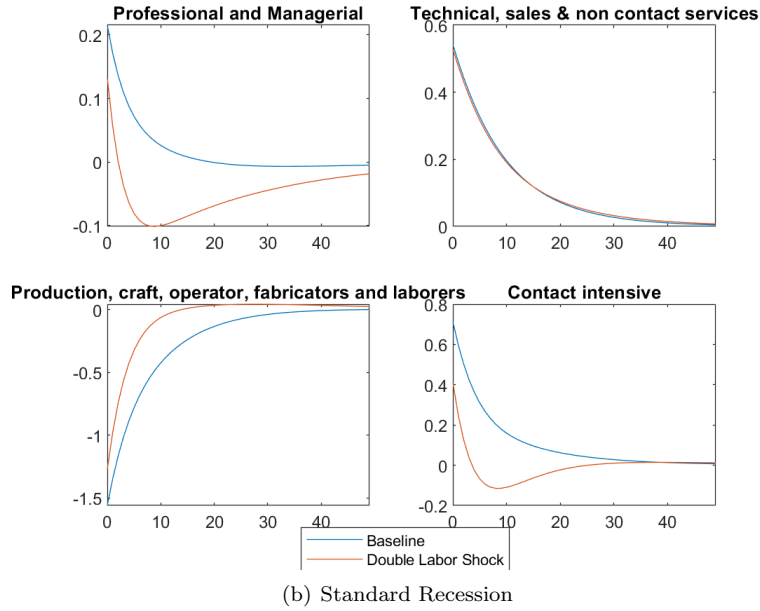 Professional and Managerial
0.2
0.1
0
-0.1
0 10 20 30 40
Technical, sales & non contact services
0.6
0.4
0.2
0
0 10 20 30 40
Production, craft, operator, fabricators and laborers
0
-0.5
-1
-1.5
0 10 20 30 40
Contact intensive
0.8
0.6
0.4
0.2
0
-0.2
0 10 20 30 40
Baseline
Double Labor Shock
(b) Standard Recession